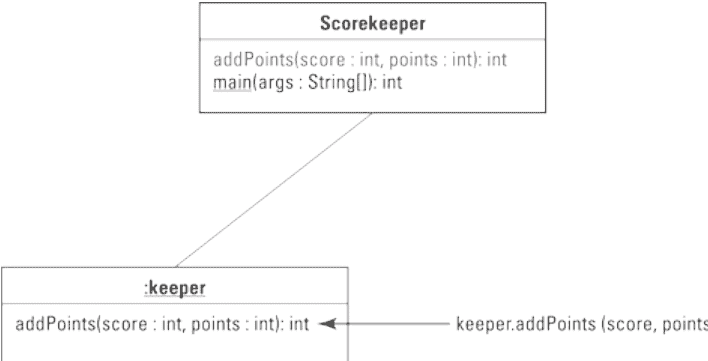 Scorekeeper
addPoints(score : int, points : int): int
main(args : String[]): int
:keeper
addPoints(score : int, points : int): int
keeper.addPoints (score, points